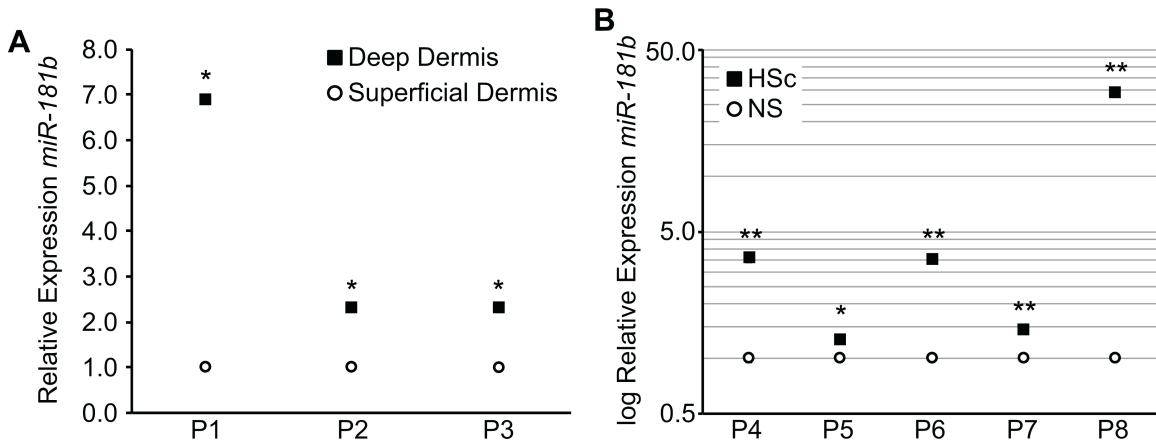 A
Relative Expression miR-181b
8.0
7.0
6.0
5.0
4.0
3.0
2.0
1.0
0.0
Deep Dermis
Superficial Dermis
*
*
*
P1 P2 P3
B
log Relative Expression miR-181b
50.0
5.0
0.5
HSc
NS
**
*
**
**
**
P4 P5 P6 P7 P8